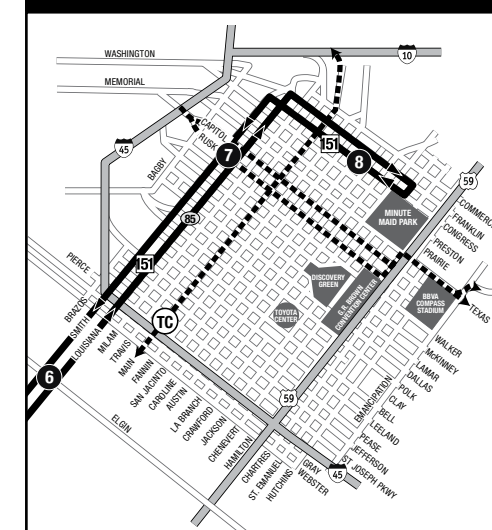 WASHINGTON
10
MEMORIAL
CAPITOL
RUSK
7
151
8
45
BAGBY
59
85
MINUTE
MAID PARK
COMMERCE
FRANKLIN
CONGRESS
PRESTON
PRAIRIE
TEXAS
PIERCE
151
DISCOVERY
GREEN
G.R. BROWN
CONVENTION CENTER
BBVA
COMPASS
STADIUM
TOYOTA
CENTER
BRAZOS
SMITH
LOUISIANA
MILAM
TRAVIS
MAIN
TC
FANNIN
SAN JACINTO
CAROLINE
AUSTIN
LA BRANCH
CRAWFORD
JACKSON
CHENEVERT
HAMILTON
6
ELGIN
59
CHARTRES
ST. EMANUEL
HUTCHINS
WALKER
McKINNEY
LAMAR
DALLAS
POLK
CLAY
BELL
LEELAND
PEASE
JEFFERSON
ST. JOSEPH PKWY
EMANCIPATION
GRAY
WEBSTER
45